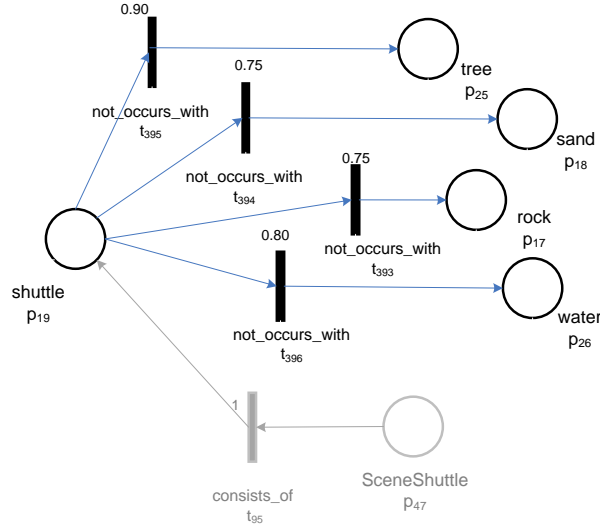 0.90
tree
p25
not_occurs_with
t395
0.75
sand
p18
not_occurs_with
t394
0.75
rock
p17
not_occurs_with
t393
shuttle
p19
0.80
water
p26
not_occurs_with
t396
1
consists_of
t95
SceneShuttle
p47